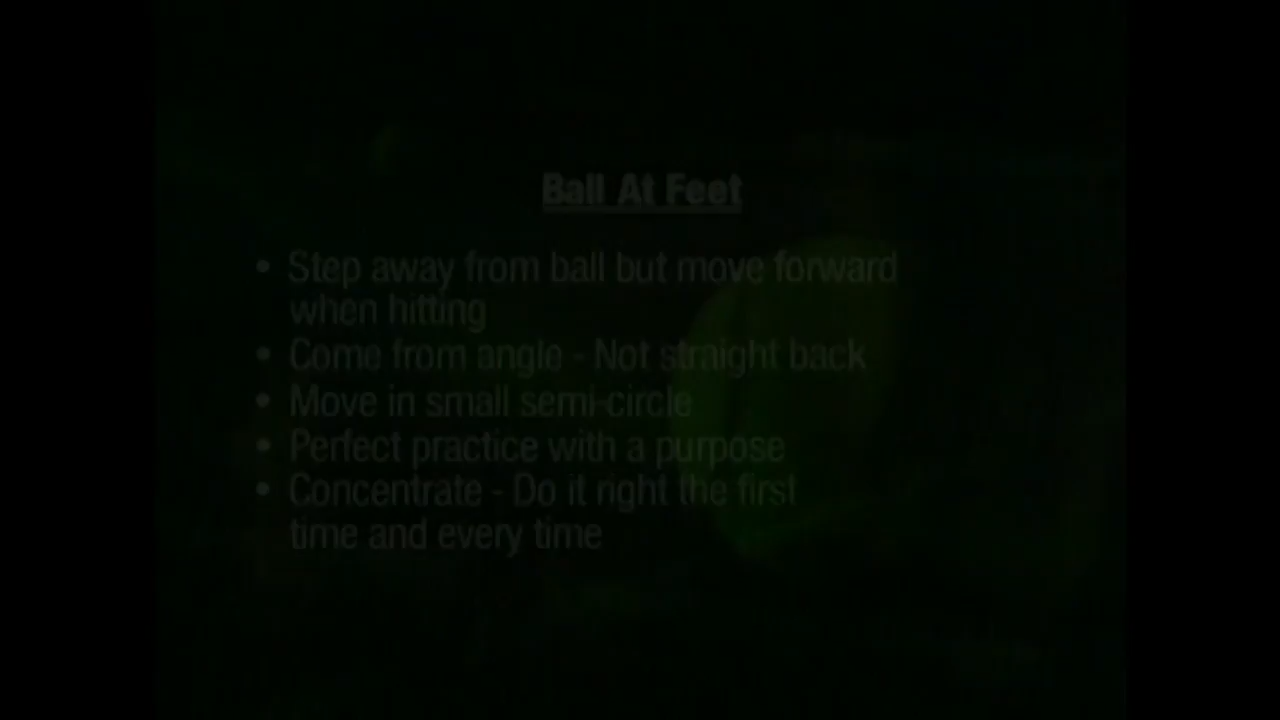 Ball At Feet
• Step away from ball but move forward
when hitting
• Come from angle - Not straight back
• Move in small semi-circle
• Perfect practice with a purpose
• Concentrate - Do it right the first
time and every time